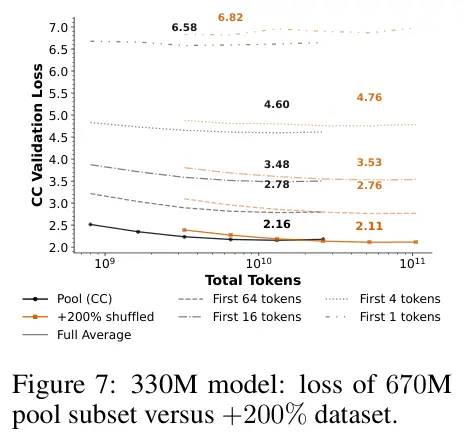 CC Validation Loss
7.0
6.5
6.0
5.5
5.0
4.5
4.0
3.5
3.0
2.5
2.0
6.58
6.82
4.60
4.76
3.48
3.53
2.78
2.76
2.16
2.11
10⁹
10¹⁰
10¹¹
Total Tokens
Pool (CC)
First 64 tokens
First 4 tokens
+200% shuffled
First 16 tokens
First 1 tokens
Full Average
Figure 7: 330M model: loss of 670M
pool subset versus +200% dataset.